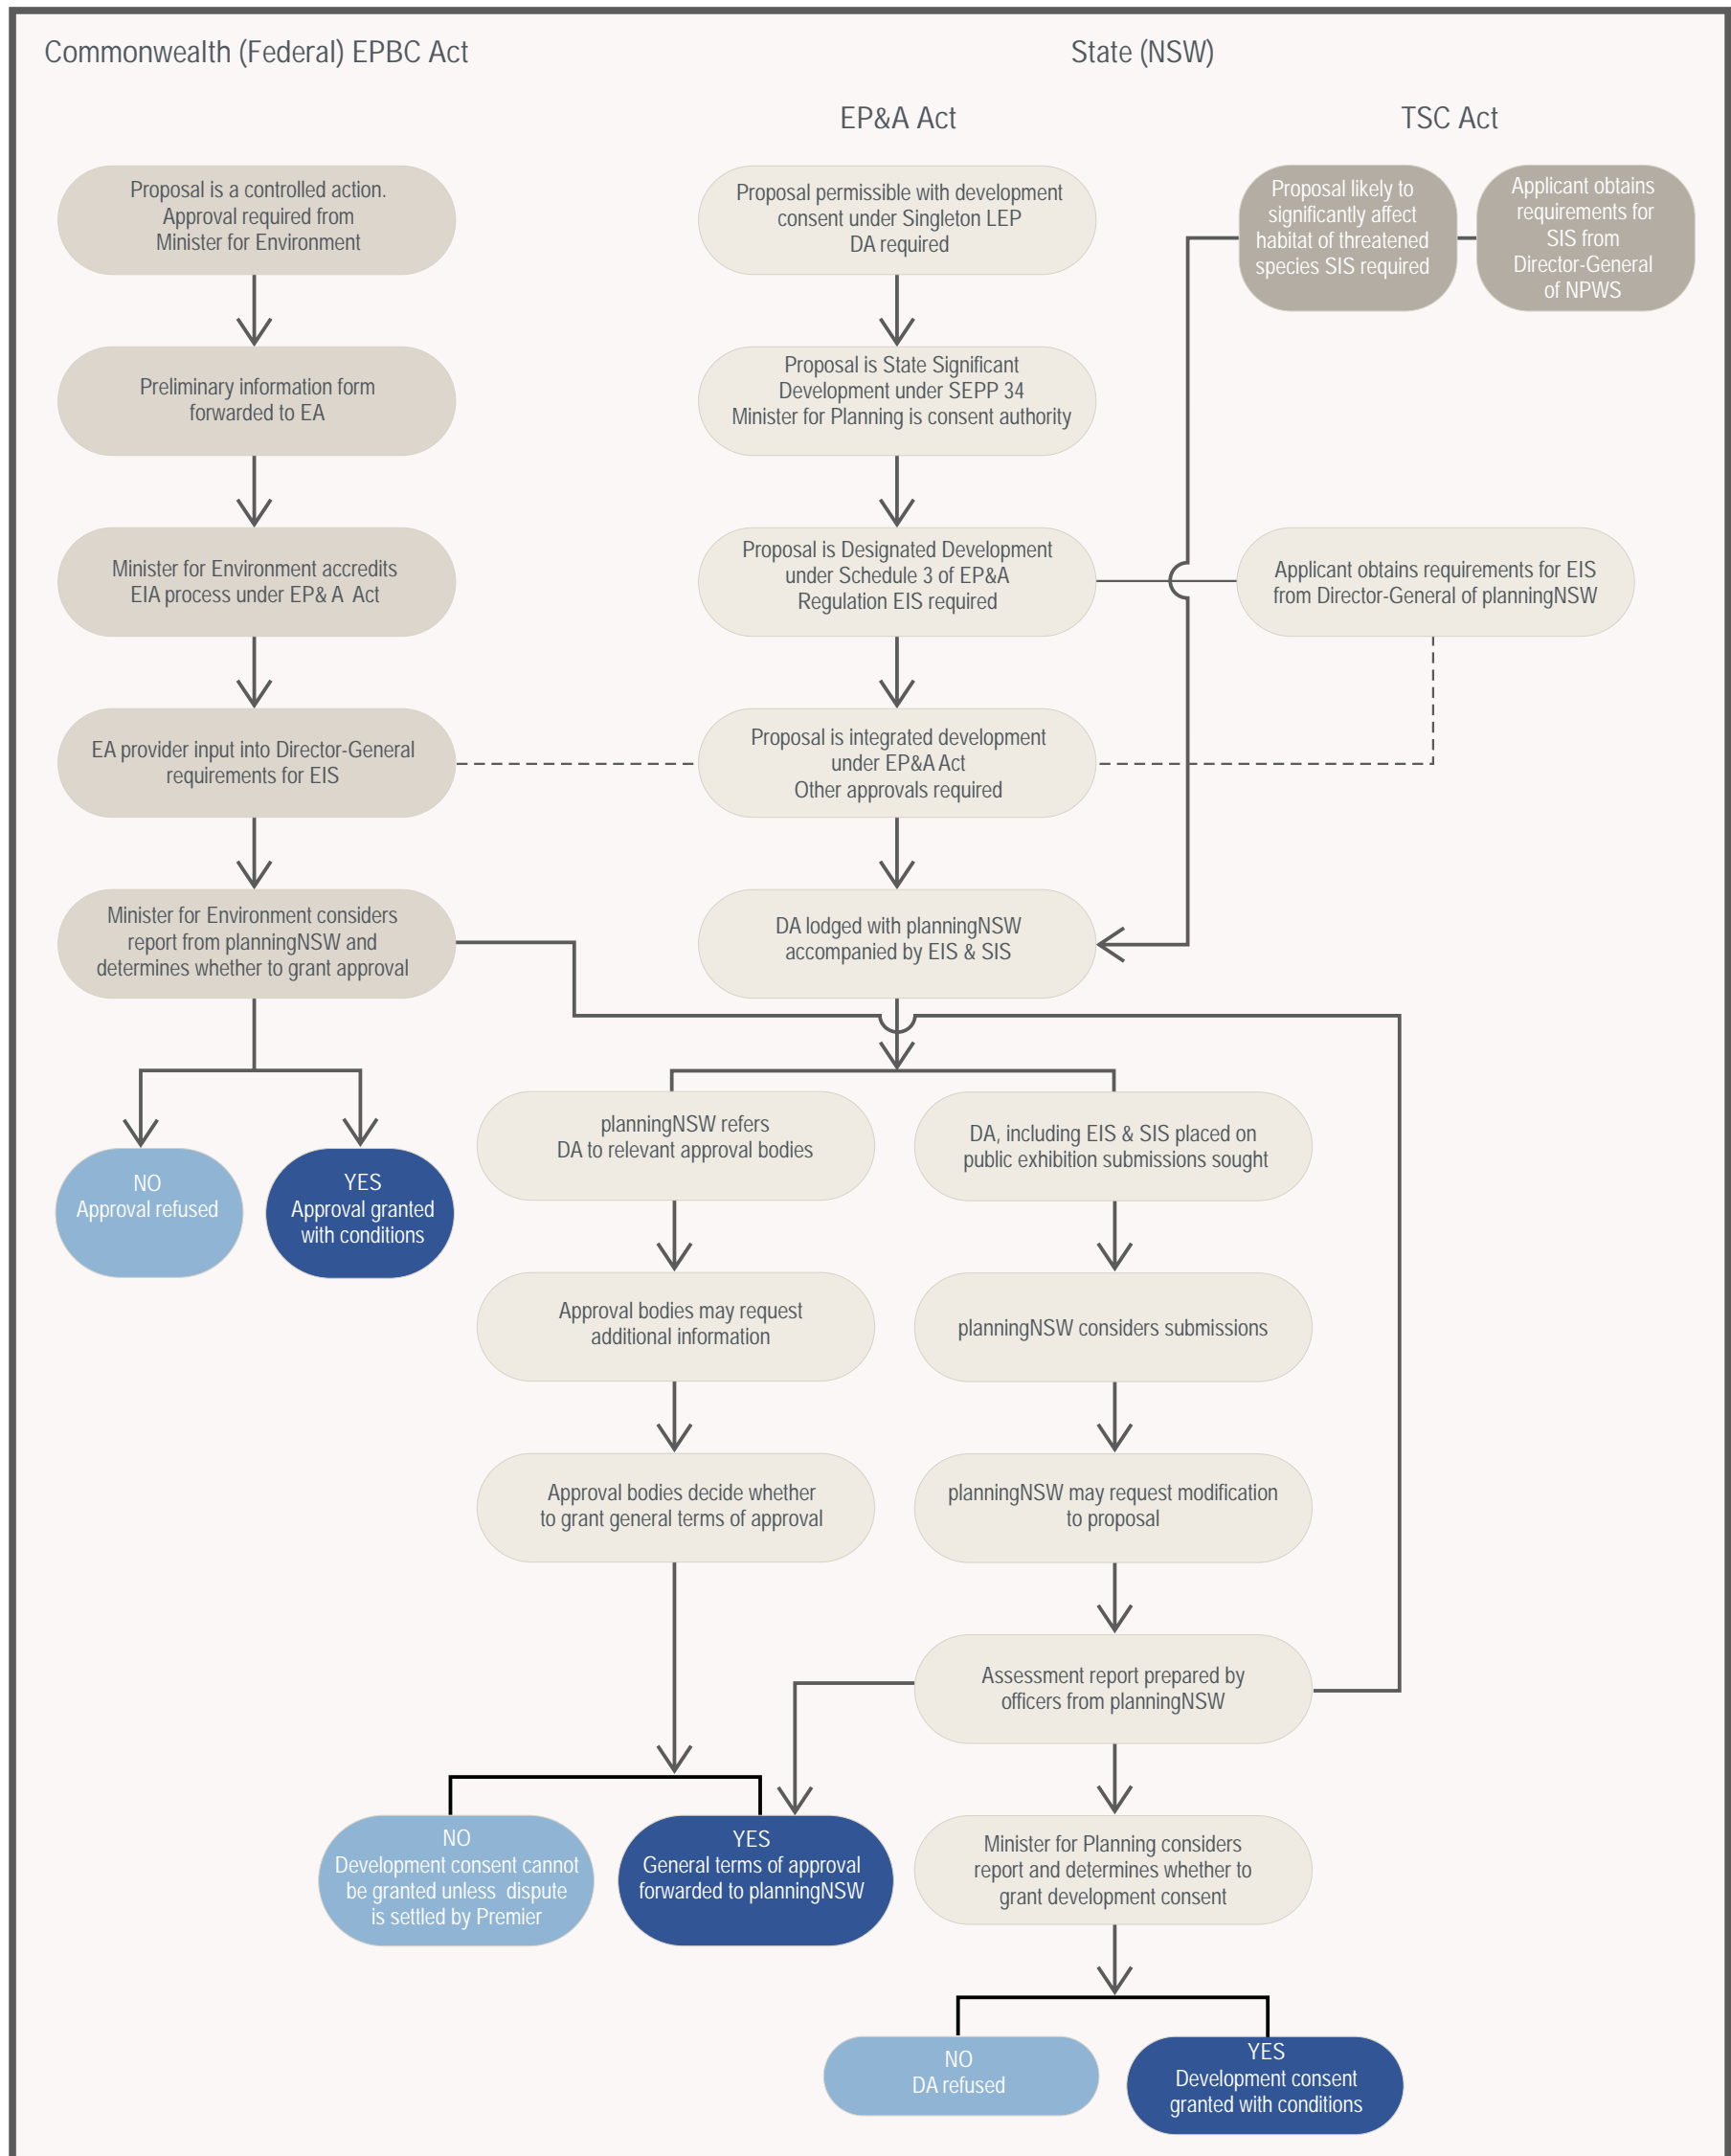 Commonwealth (Federal) EPBC Act
State (NSW)
EP&A Act
TSC Act
Proposal is a controlled action.
Approval required from
Minister for Environment
Preliminary information form
forwarded to EA
Minister for Environment accredits
EIA process under EP& A Act
EA provider input into Director-General
requirements for EIS
Minister for Environment considers
report from planningNSW and
determines whether to grant approval
NO
Approval refused
YES
Approval granted
with conditions
Proposal permissible with development
consent under Singleton LEP
DA required
Proposal is State Significant
Development under SEPP 34
Minister for Planning is consent authority
Proposal is Designated Development
under Schedule 3 of EP&A
Regulation EIS required
Proposal is integrated development
under EP&A Act
Other approvals required
DA lodged with planningNSW
accompanied by EIS & SIS
Proposal likely to
significantly affect
habitat of threatened
species SIS required
Applicant obtains
requirements for
SIS from
Director-General
of NPWS
Applicant obtains requirements for EIS
from Director-General of planningNSW
planningNSW refers
DA to relevant approval bodies
Approval bodies may request
additional information
Approval bodies decide whether
to grant general terms of approval
NO
Development consent cannot
be granted unless dispute
is settled by Premier
YES
General terms of approval
forwarded to planningNSW
DA, including EIS & SIS placed on
public exhibition submissions sought
planningNSW considers submissions
planningNSW may request modification
to proposal
Assessment report prepared by
officers from planningNSW
Minister for Planning considers
report and determines whether to
grant development consent
NO
DA refused
YES
Development consent
granted with conditions